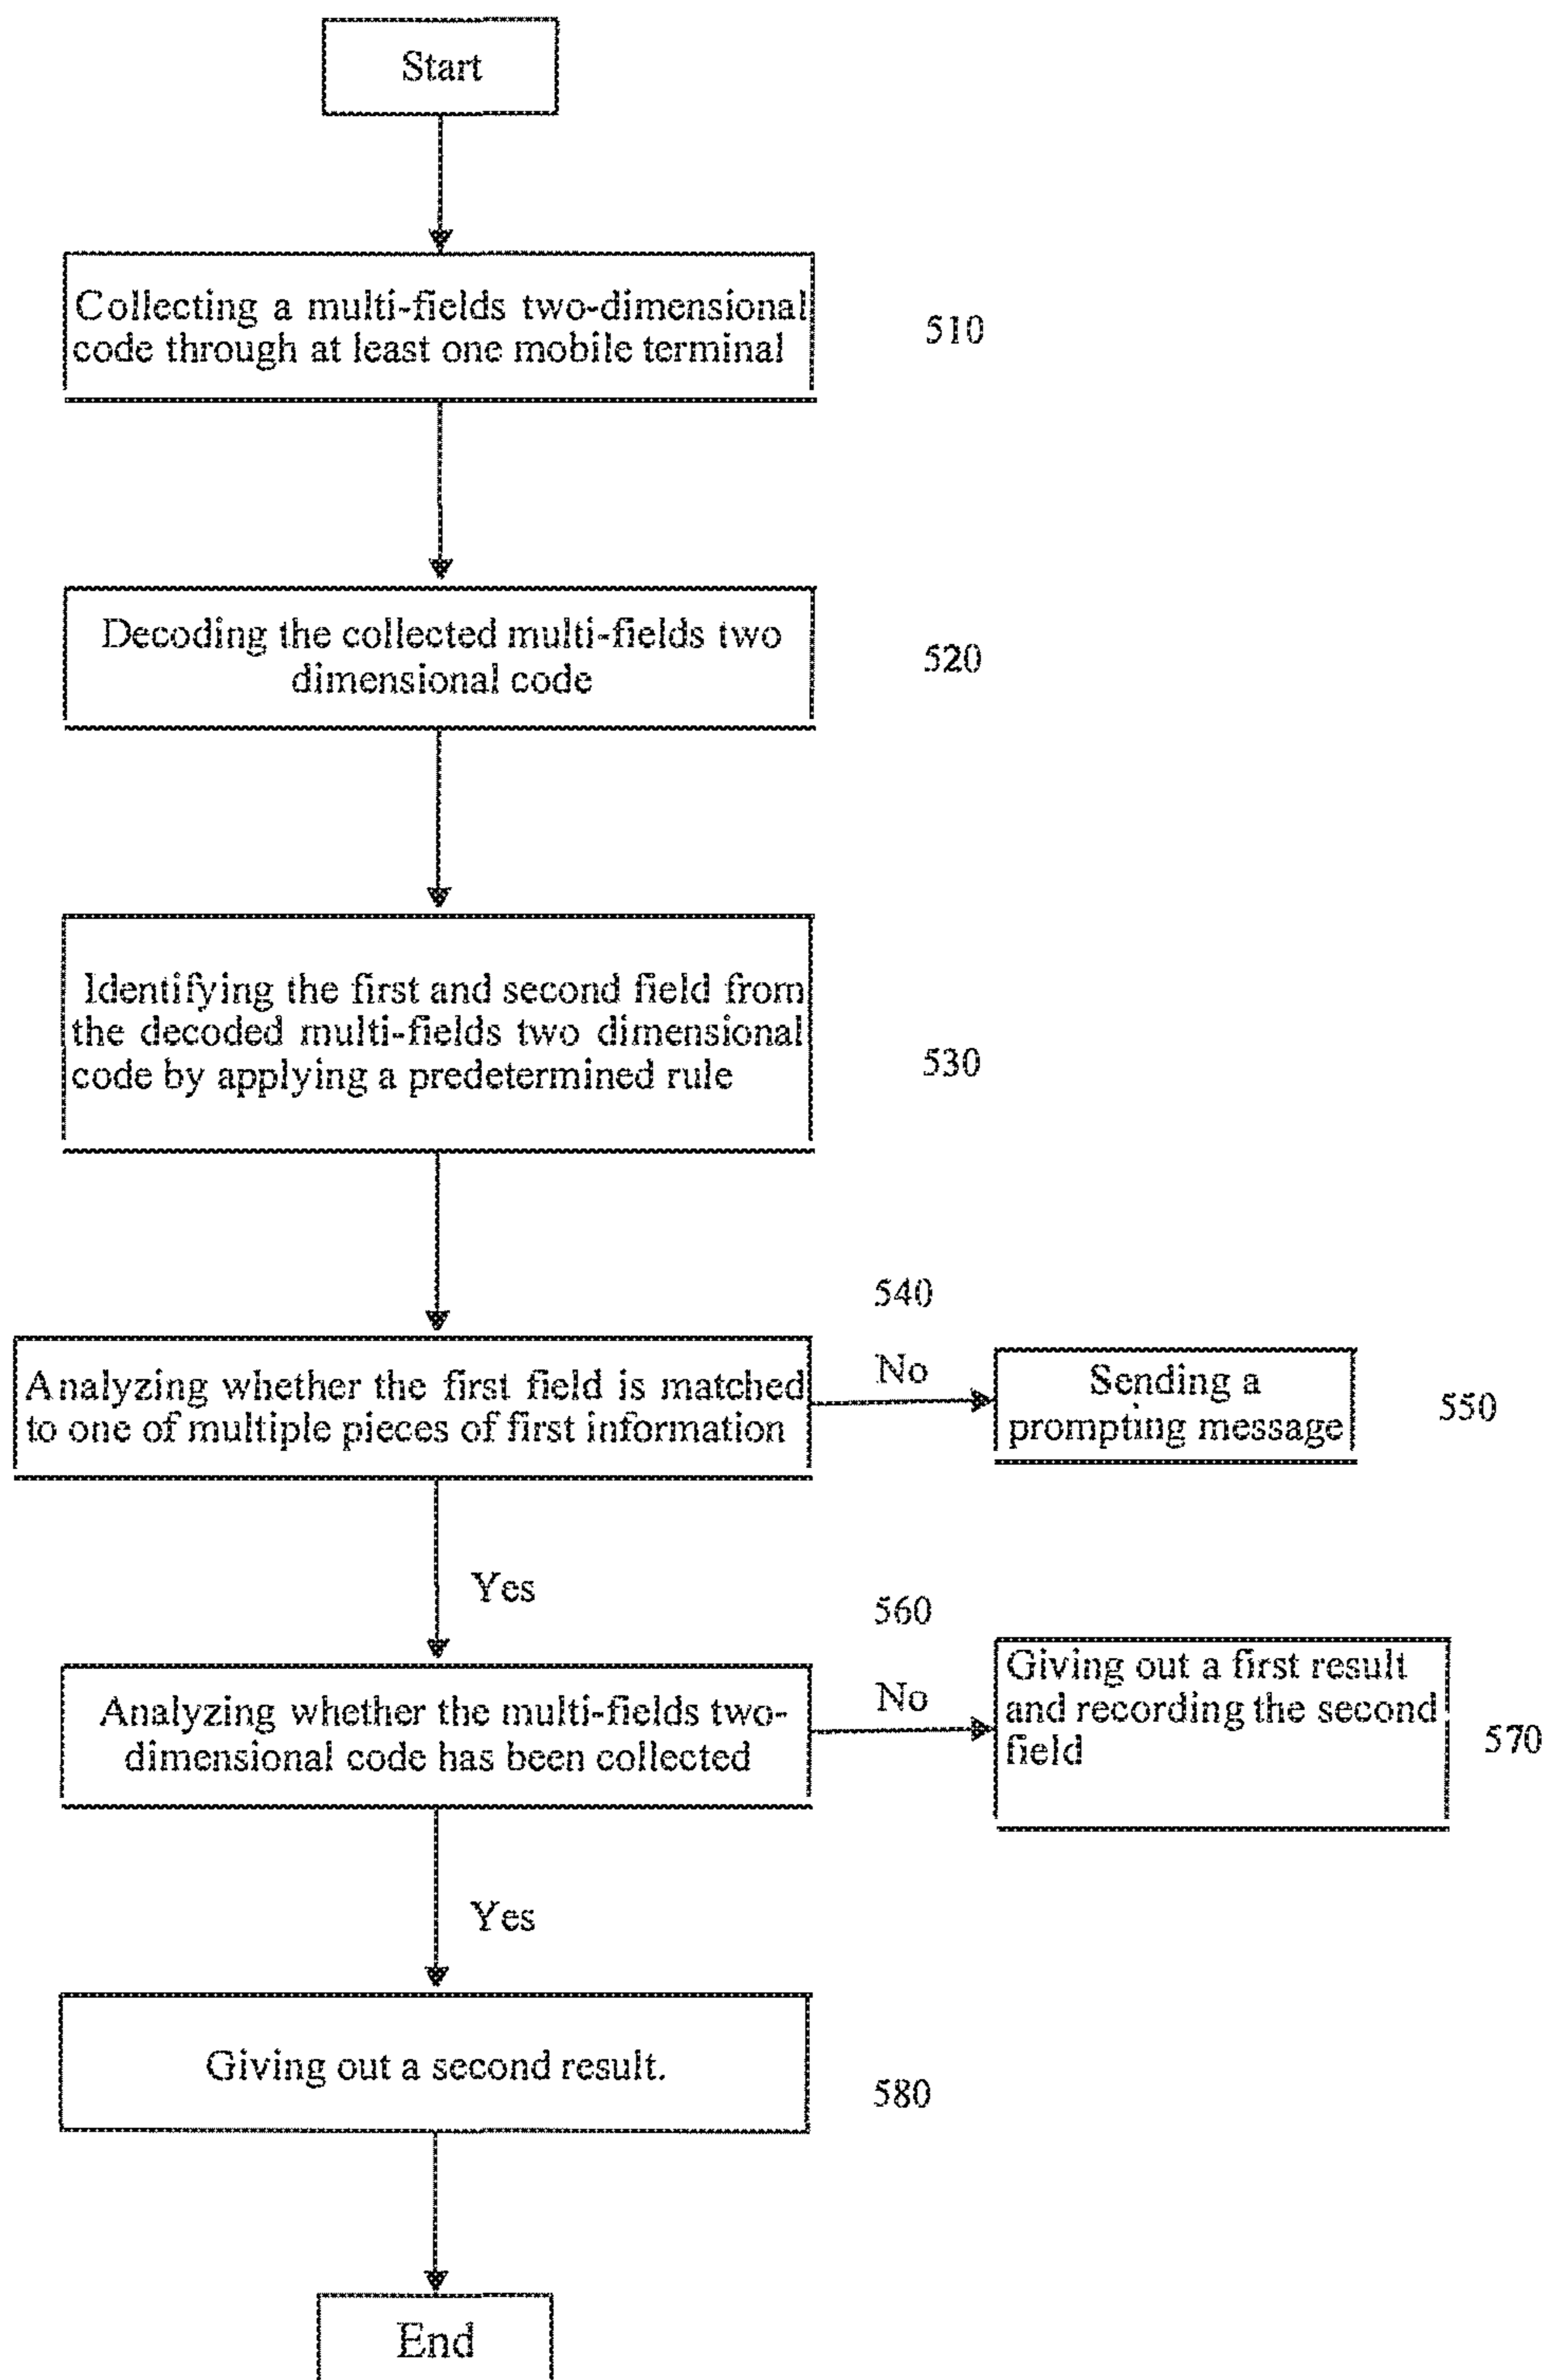 Start
Collecting a multi-fields two-dimensional
code through at least one mobile terminal
510
Decoding the collected multi-fields two
dimensional code
520
Identifying the first and second field from
the decoded multi-fields two dimensional
code by applying a predetermined rule
530
540
Analyzing whether the first field is matched
to one of multiple pieces of first information
No
Sending a
prompting message
550
Yes
560
Analyzing whether the multi-fields two-
dimensional code has been collected
No
Giving out a first result
and recording the second
field
570
Yes
Giving out a second result.
580
End